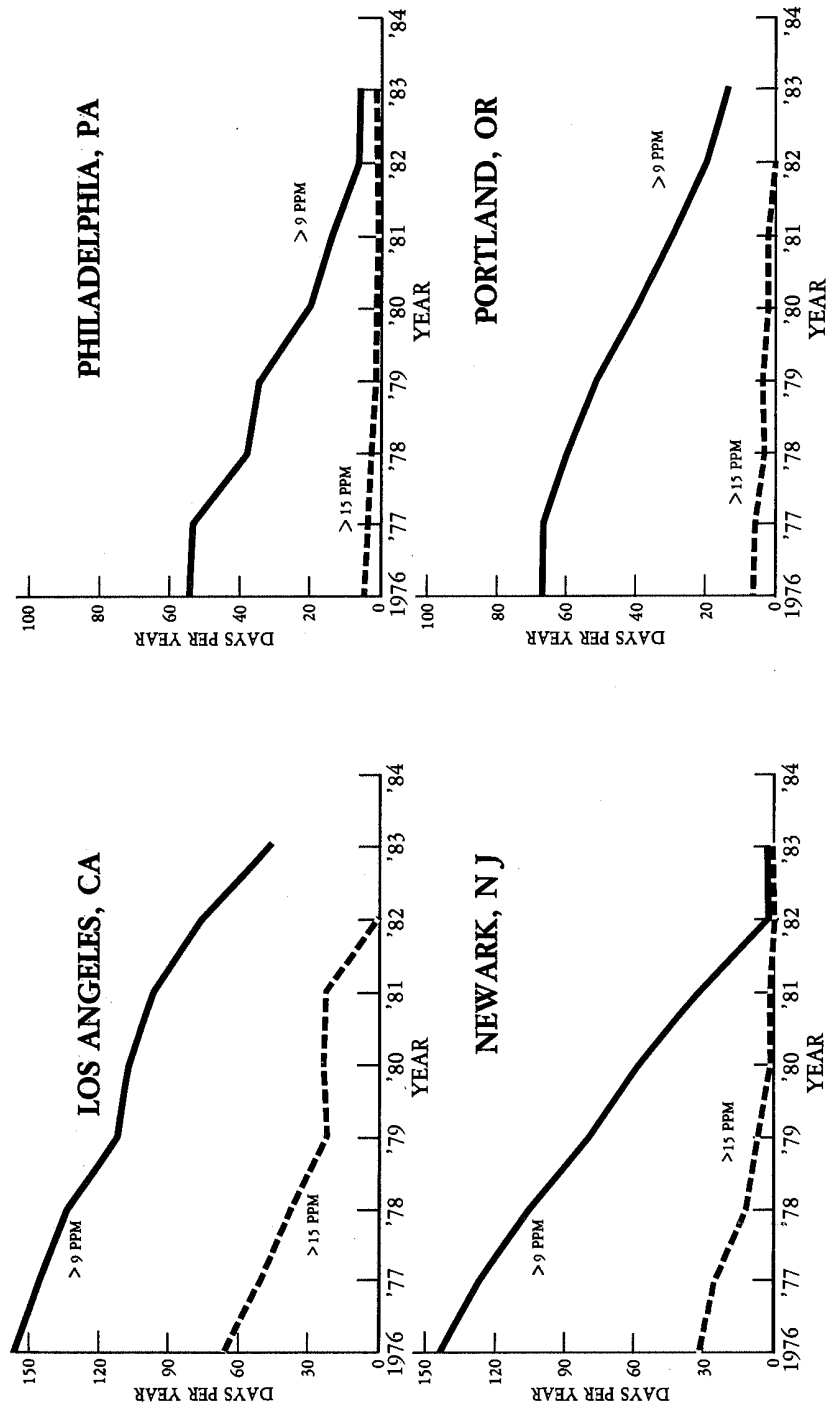 LOS ANGELES, CA
DAYS PER YEAR
150
120
90
60
30
0
> 9 PPM
> 15 PPM
1976 '77 '78 '79 '80 '81 '82 '83 '84
YEAR
PHILADELPHIA, PA
DAYS PER YEAR
100
80
60
40
20
0
> 9 PPM
> 15 PPM
1976 '77 '78 '79 '80 '81 '82 '83 '84
YEAR
NEWARK, N J
DAYS PER YEAR
150
120
90
60
30
0
> 9 PPM
>15 PPM
1976 '77 '78 '79 '80 '81 '82 '83 '84
YEAR
PORTLAND, OR
DAYS PER YEAR
100
80
60
40
20
0
> 9 PPM
> 15 PPM
1976 '77 '78 '79 '80 '81 '82 '83 '84
YEAR